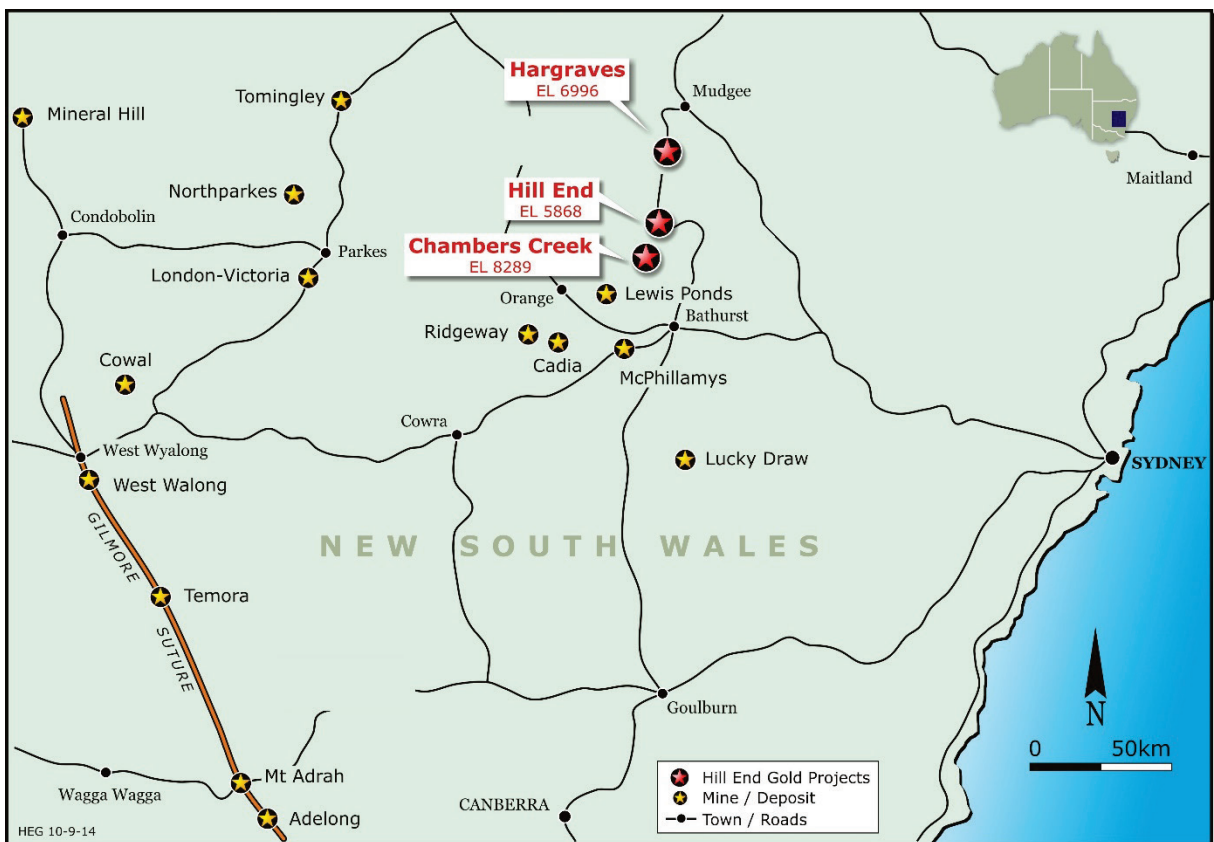 Hargraves
EL 6996
Mudgee
Tomingley
Mineral Hill
Maitland
Northparkes
Hill End
EL 5868
Condobolin
Parkes
Chambers Creek
EL 8289
London-Victoria
Orange
Lewis Ponds
Bathurst
Ridgeway
Cadia
McPhillamys
Cowal
Cowra
West Wyalong
Lucky Draw
SYDNEY
West Walong
GILMORE
NEW SOUTH WALES
Temora
SUTURE
Goulburn
N
0 50km
Mt Adrah
Wagga Wagga
CANBERRA
Adelong
Hill End Gold Projects
Mine / Deposit
Town / Roads
HEG 10-9-14